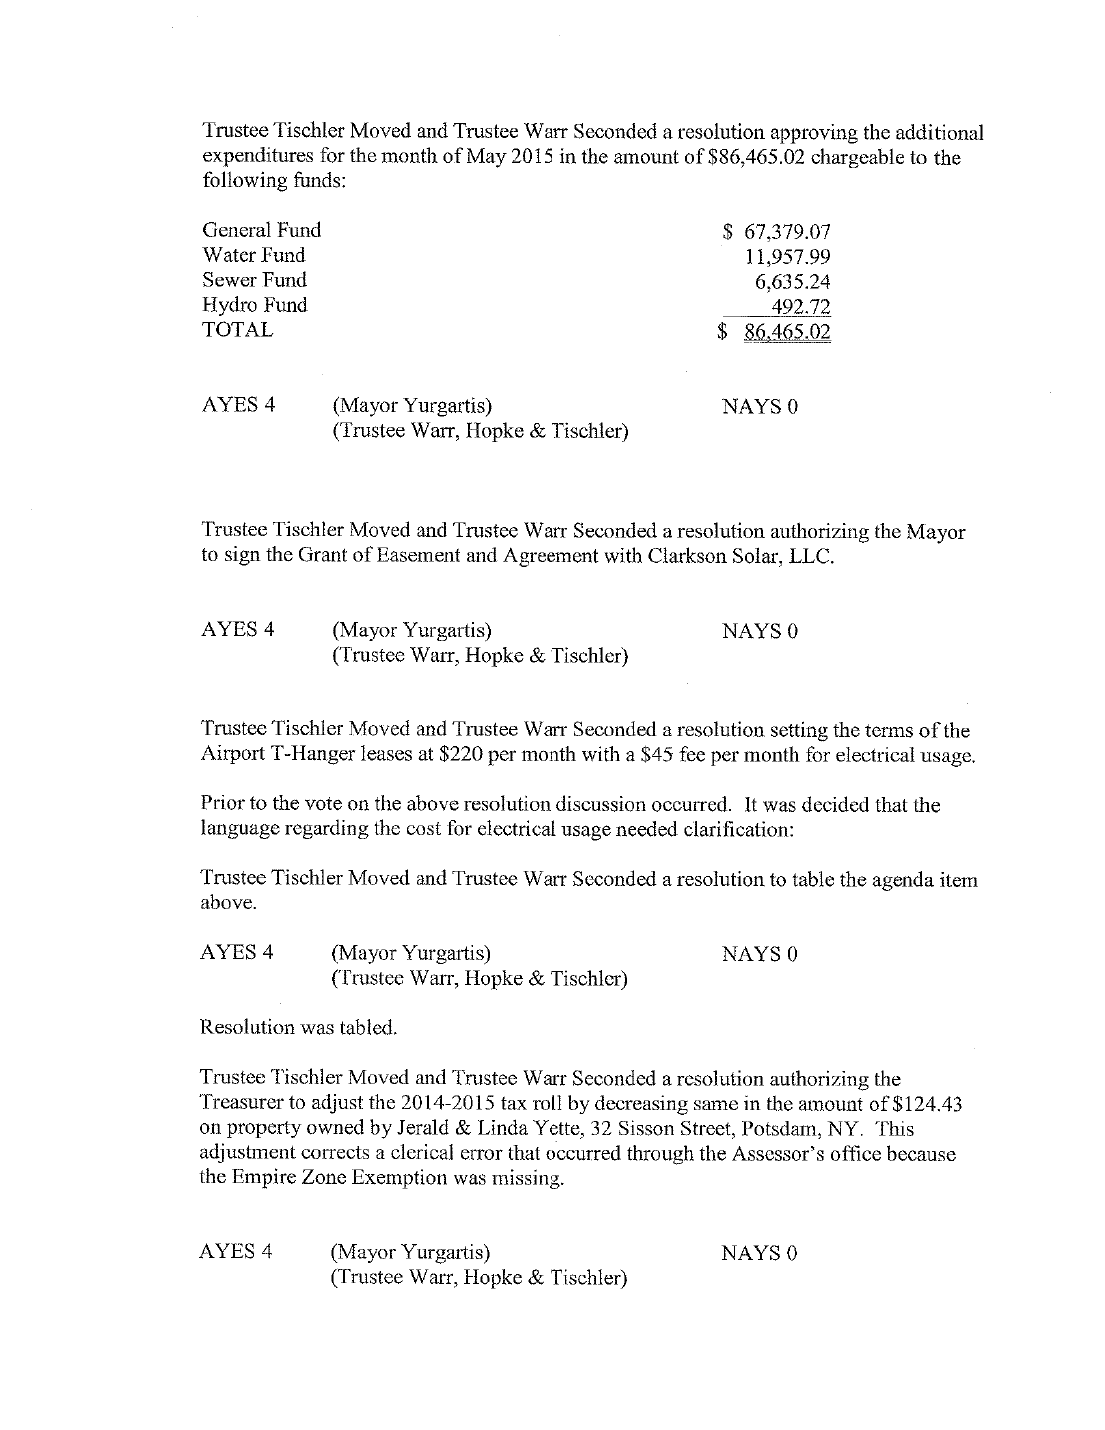 Trustee Tischler Moved and Trustee Warr Seconded a resolution approving the additional
expenditures for the month of May 2015 in the amount of $86,465.02 chargeable to the
following funds:
General Fund $ 67,379.07
Water Fund 11,957.99
Sewer Fund 6,635.24
Hydro Fund 492.72
TOTAL $ 86,465.02
AYES 4 (Mayor Yurgartis) NAYS 0
(Trustee Warr, Hopke & Tischler)
Trustee Tischler Moved and Trustee Warr Seconded a resolution authorizing the Mayor
to sign the Grant of Easement and Agreement with Clarkson Solar, LLC.
AYES 4 (Mayor Yurgartis) NAYS 0
(Trustee Warr, Hopke & Tischler)
Trustee Tischler Moved and Trustee Warr Seconded a resolution setting the terms of the
Airport T-Hanger leases at $220 per month with a $45 fee per month for electrical usage.
Prior to the vote on the above resolution discussion occurred. It was decided that the
language regarding the cost for electrical usage needed clarification:
Trustee Tischler Moved and Trustee Warr Seconded a resolution to table the agenda item
above.
AYES 4 (Mayor Yurgartis) NAYS 0
(Trustee Warr, Hopke & Tischler)
Resolution was tabled.
Trustee Tischler Moved and Trustee Warr Seconded a resolution authorizing the
Treasurer to adjust the 2014-2015 tax roll by decreasing same in the amount of $124.43
on property owned by Jerald & Linda Yette, 32 Sisson Street, Potsdam, NY. This
adjustment corrects a clerical error that occurred through the Assessor's office because
the Empire Zone Exemption was missing.
AYES 4 (Mayor Yurgartis) NAYS 0
(Trustee Warr, Hopke & Tischler)